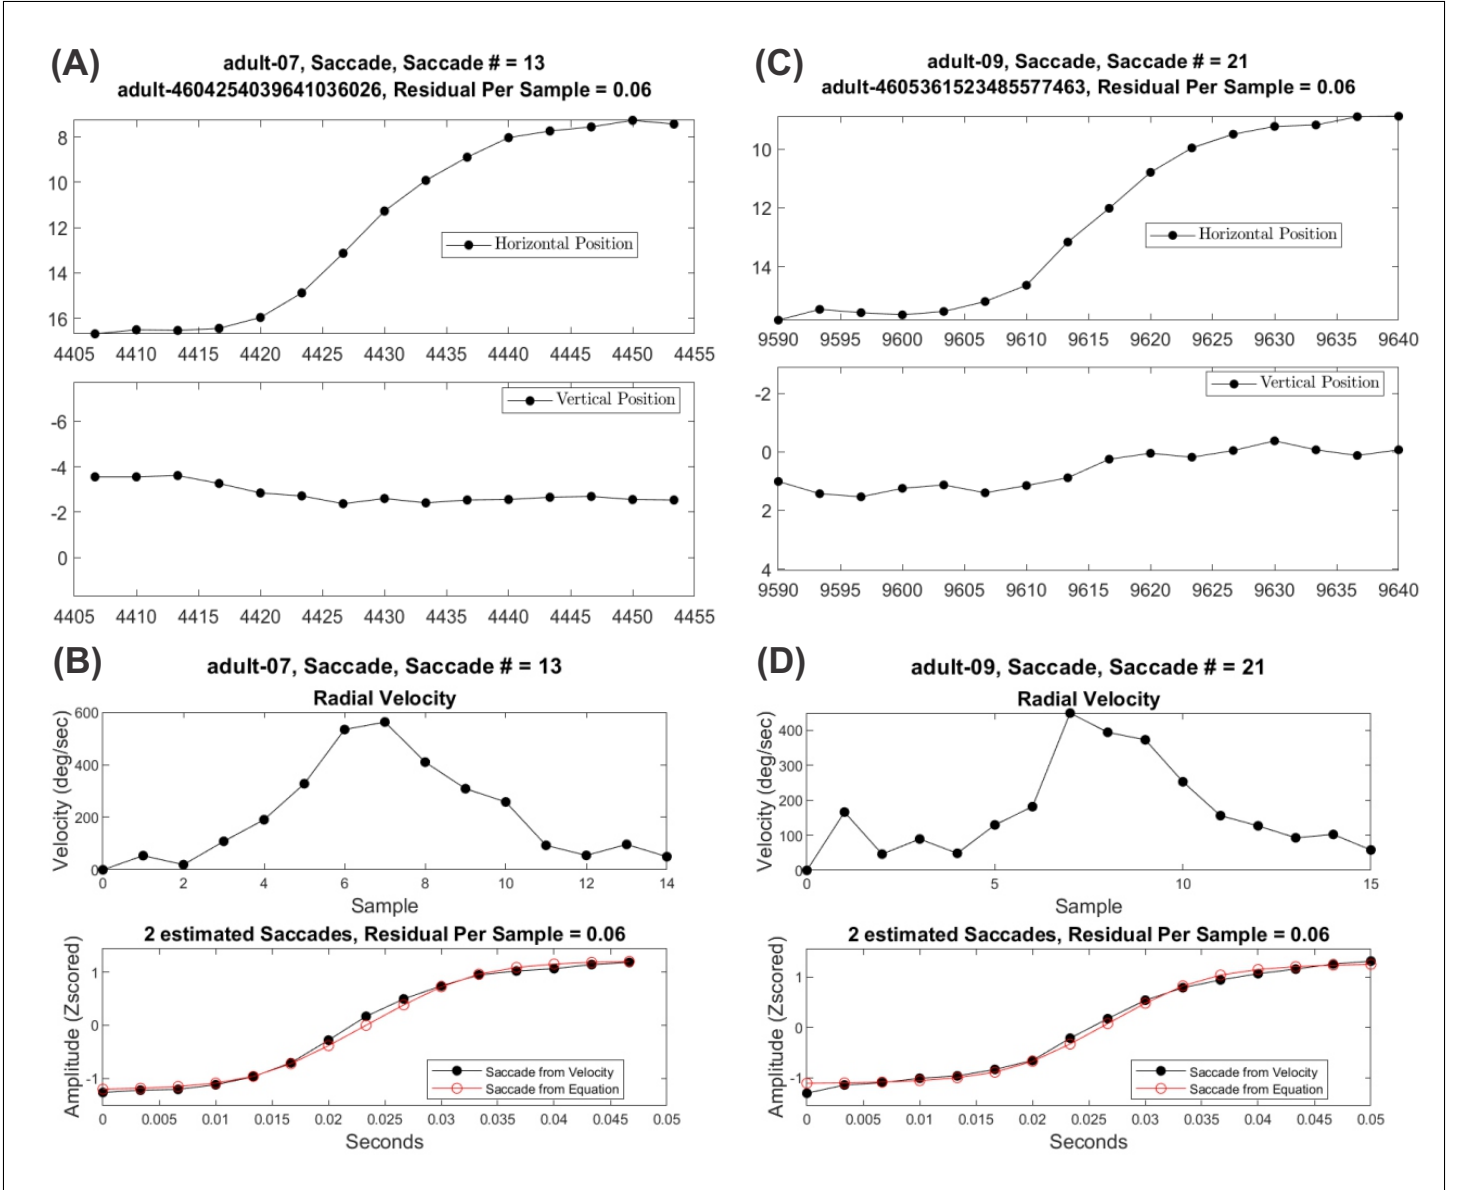 (A)
adult-07, Saccade, Saccade # = 13
adult-4604254039641036026, Residual Per Sample = 0.06
8
10
12
14
16
Horizontal Position
4405 4410 4415 4420 4425 4430 4435 4440 4445 4450 4455
-6
-4
-2
0
Vertical Position
4405 4410 4415 4420 4425 4430 4435 4440 4445 4450 4455
(C)
adult-09, Saccade, Saccade # = 21
adult-4605361523485577463, Residual Per Sample = 0.06
10
12
14
Horizontal Position
9590 9595 9600 9605 9610 9615 9620 9625 9630 9635 9640
-2
0
2
4
Vertical Position
9590 9595 9600 9605 9610 9615 9620 9625 9630 9635 9640
(B)
adult-07, Saccade, Saccade # = 13
Radial Velocity
Velocity (deg/sec)
600
400
200
0
0 2 4 6 8 10 12 14
Sample
2 estimated Saccades, Residual Per Sample = 0.06
Amplitude (Zscored)
1
0
-1
Saccade from Velocity
Saccade from Equation
0 0.005 0.01 0.015 0.02 0.025 0.03 0.035 0.04 0.045 0.05
Seconds
(D)
adult-09, Saccade, Saccade # = 21
Radial Velocity
Velocity (deg/sec)
400
300
200
100
0
0 5 10 15
Sample
2 estimated Saccades, Residual Per Sample = 0.06
Amplitude (Zscored)
1
0
-1
Saccade from Velocity
Saccade from Equation
0 0.005 0.01 0.015 0.02 0.025 0.03 0.035 0.04 0.045 0.05
Seconds